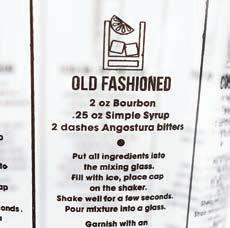 OLD FASHIONED
2 oz Bourbon
.25 oz Simple Syrup
2 dashes Angostura bitters
Put all ingredients into
the mixing glass.
Fill with ice, place cap
on the shaker.
Shake well for a few seconds.
Pour mixture into a glass.
Garnish with an